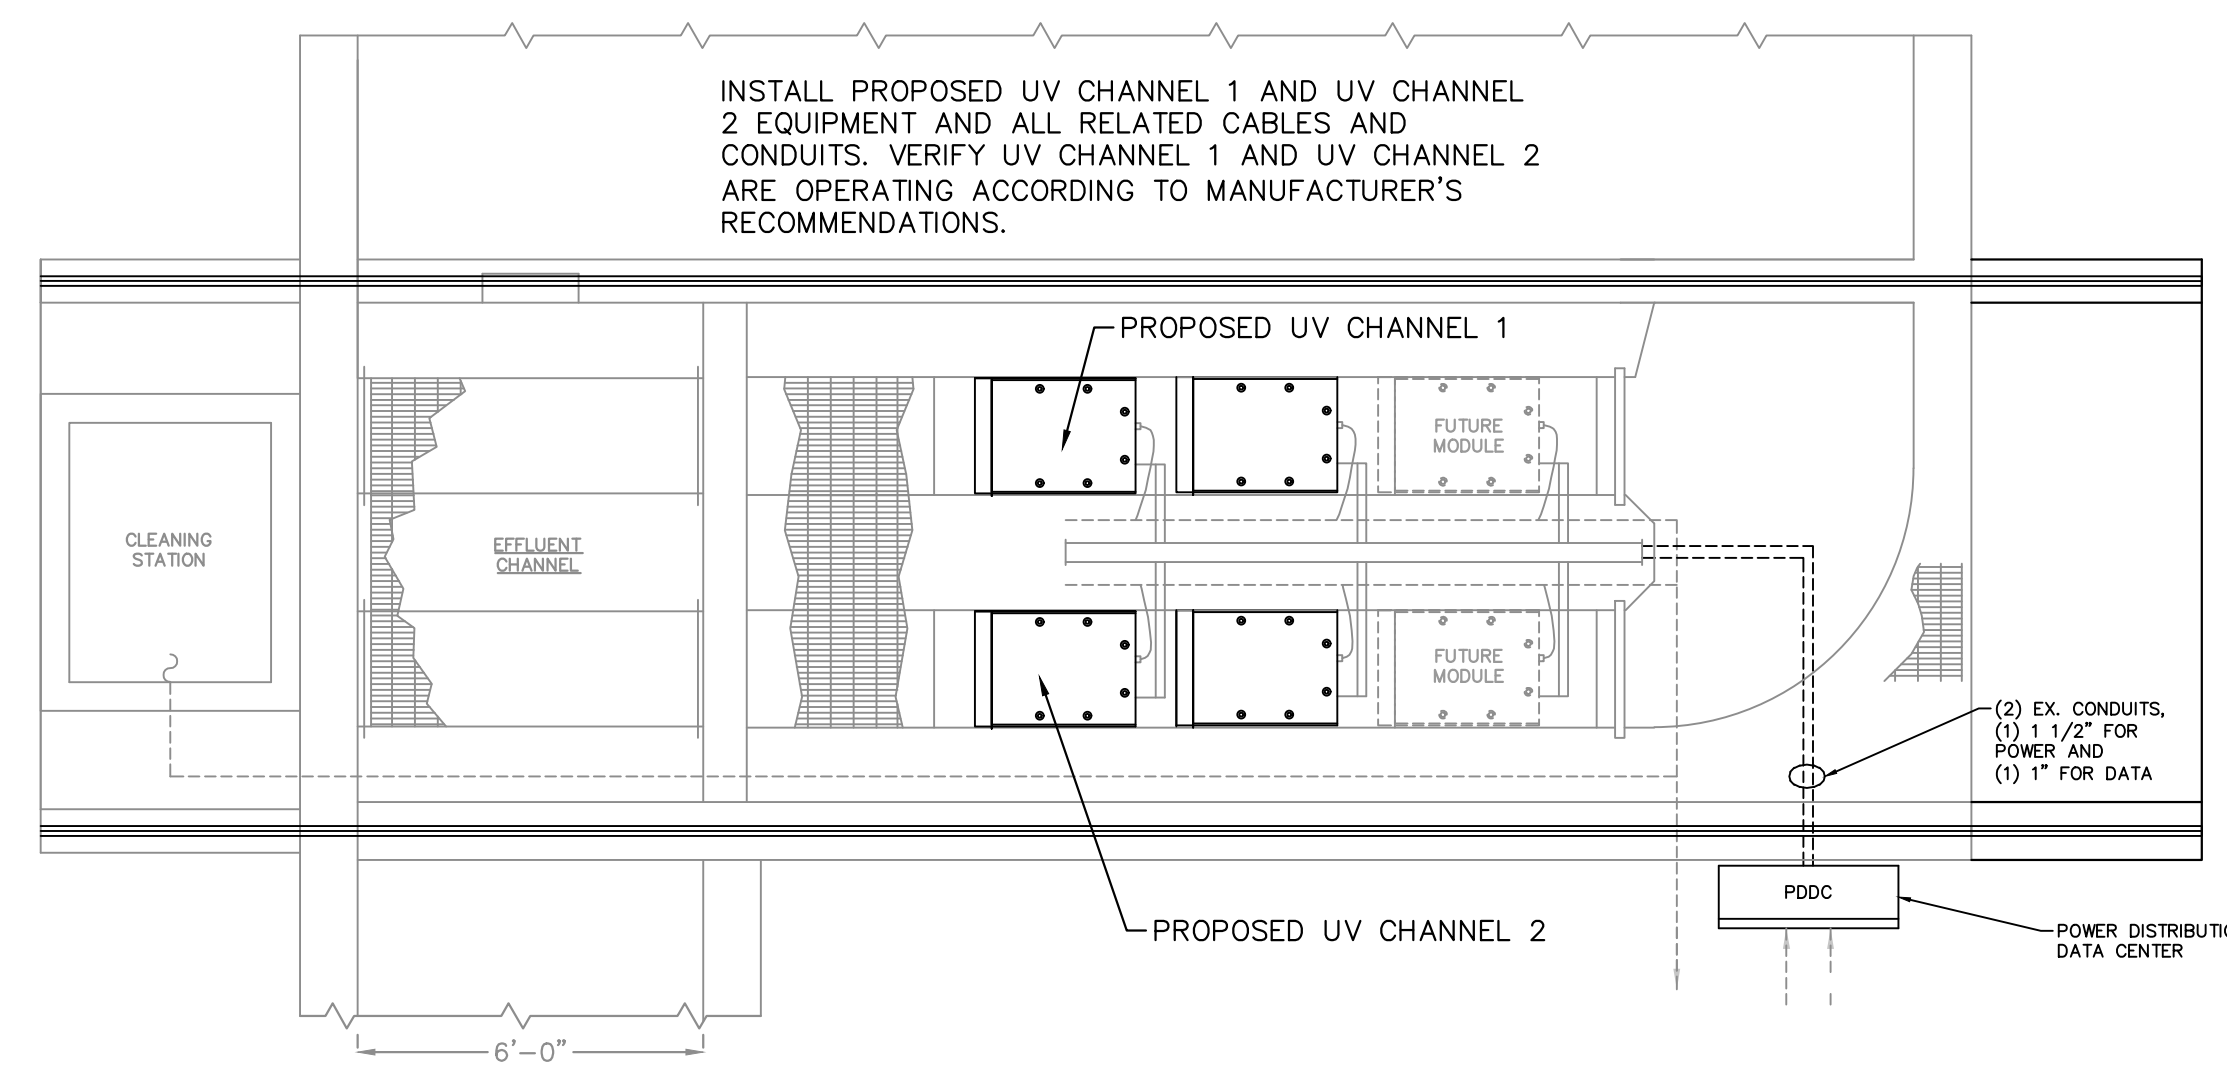 INSTALL PROPOSED UV CHANNEL 1 AND UV CHANNEL
2 EQUIPMENT AND ALL RELATED CABLES AND
CONDUITS. VERIFY UV CHANNEL 1 AND UV CHANNEL 2
ARE OPERATING ACCORDING TO MANUFACTURER'S
RECOMMENDATIONS.
PROPOSED UV CHANNEL 1
FUTURE
MODULE
CLEANING
STATION
EFFLUENT
CHANNEL
FUTURE
MODULE
(2) EX. CONDUITS,
(1) 1 1/2" FOR
POWER AND
(1) 1" FOR DATA
PDDC
PROPOSED UV CHANNEL 2
POWER
DATA CENTER
6'-0"